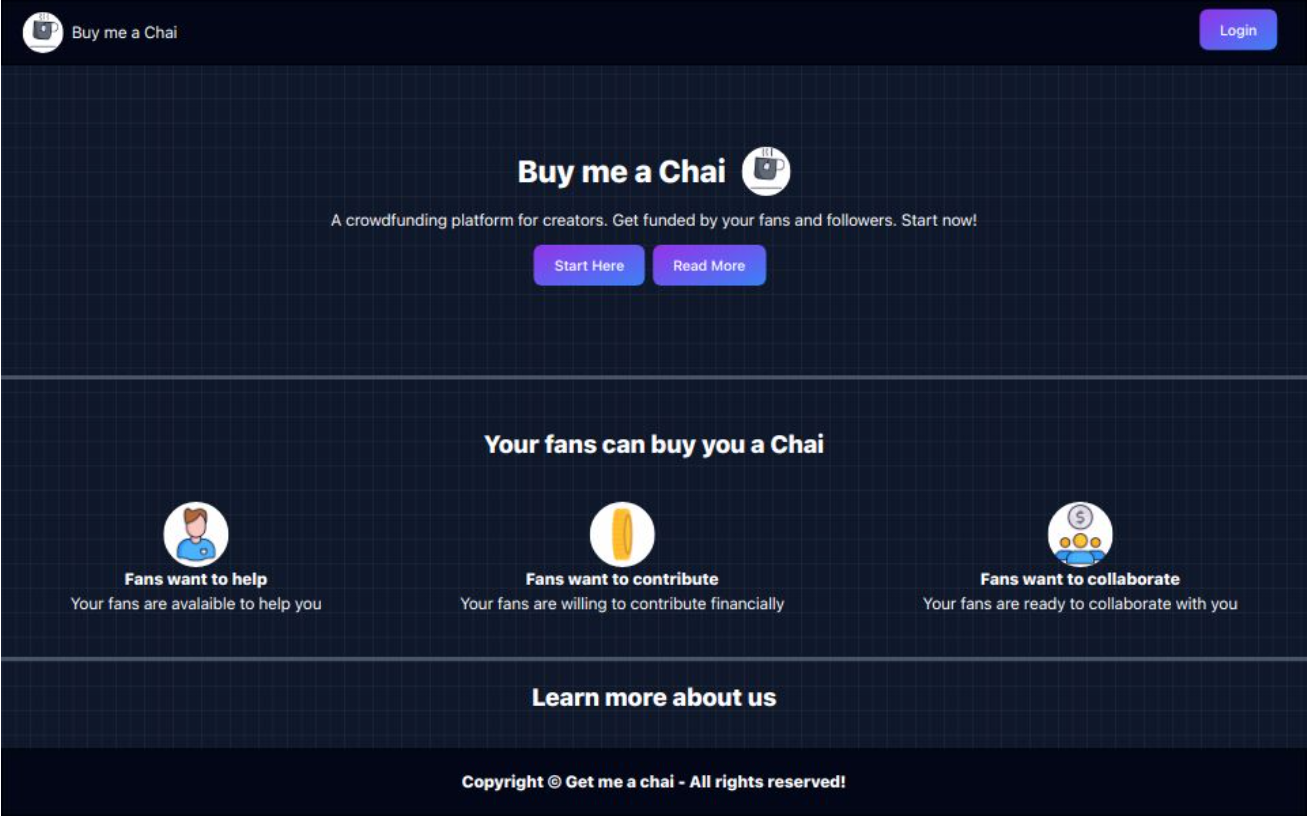 Buy me a Chai
Login
Buy me a Chai
A crowdfunding platform for creators. Get funded by your fans and followers. Start now!
Start Here
Read More
Your fans can buy you a Chai
$
Fans want to help
Your fans are avalaible to help you
Fans want to contribute
Your fans are willing to contribute financially
Fans want to collaborate
Your fans are ready to collaborate with you
Learn more about us
Copyright © Get me a chai - All rights reserved!